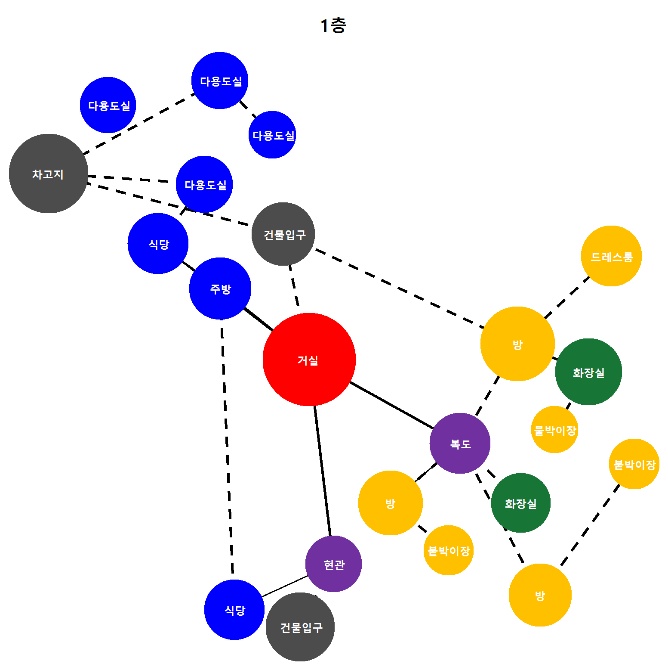 1층
다용도실
다용도실
다용도실
차고지
다용도실
건물입구
식당
드레스룸
주방
방
거실
화장실
붙박이장
복도
붙박이장
방
화장실
붙박이장
현관
방
식당
건물입구